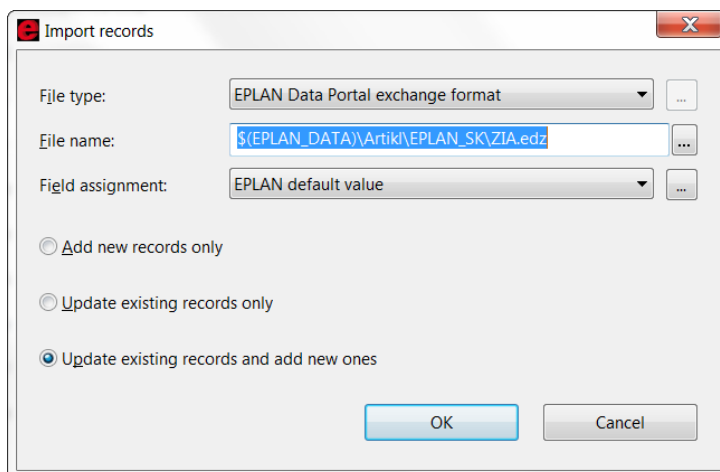 Import records
File type: EPLAN Data Portal exchange format ...
File name: $(EPLAN_DATA)\Artikl\EPLAN_SK\ZIA.edz ...
Field assignment: EPLAN default value ...
Add new records only
Update existing records only
Update existing records and add new ones
OK Cancel